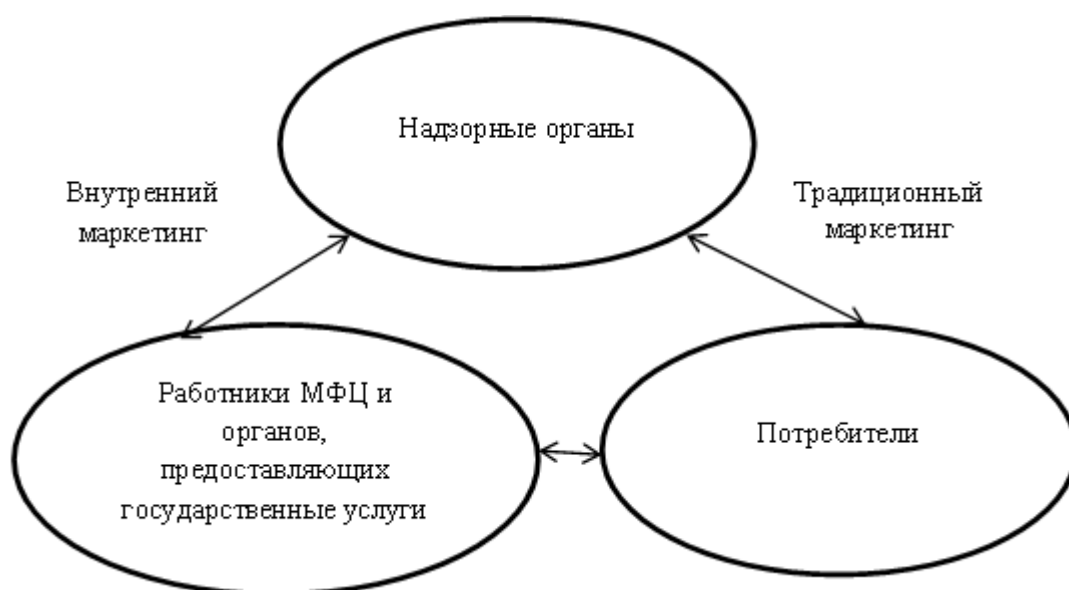 Надзорные органы
Внутренний
маркетинг
Традиционный
маркетинг
Работники МФЦ и
органов,
предоставляющих
государственные услуги
Потребители